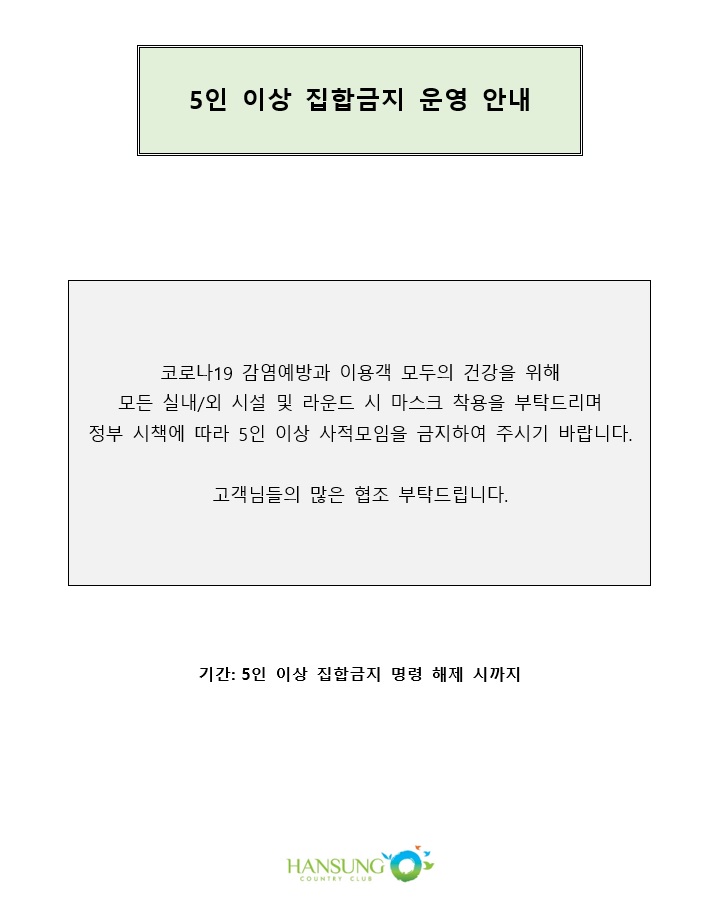 5인 이상 집합금지 운영 안내
코로나19 감염예방과 이용객 모두의 건강을 위해
모든 실내/외 시설 및 라운드 시 마스크 착용을 부탁드리며
정부 시책에 따라 5인 이상 사적모임을 금지하여 주시기 바랍니다.
고객님들의 많은 협조 부탁드립니다.
기간: 5인 이상 집합금지 명령 해제 시까지
HANSUNG
COUNTRY CLUB